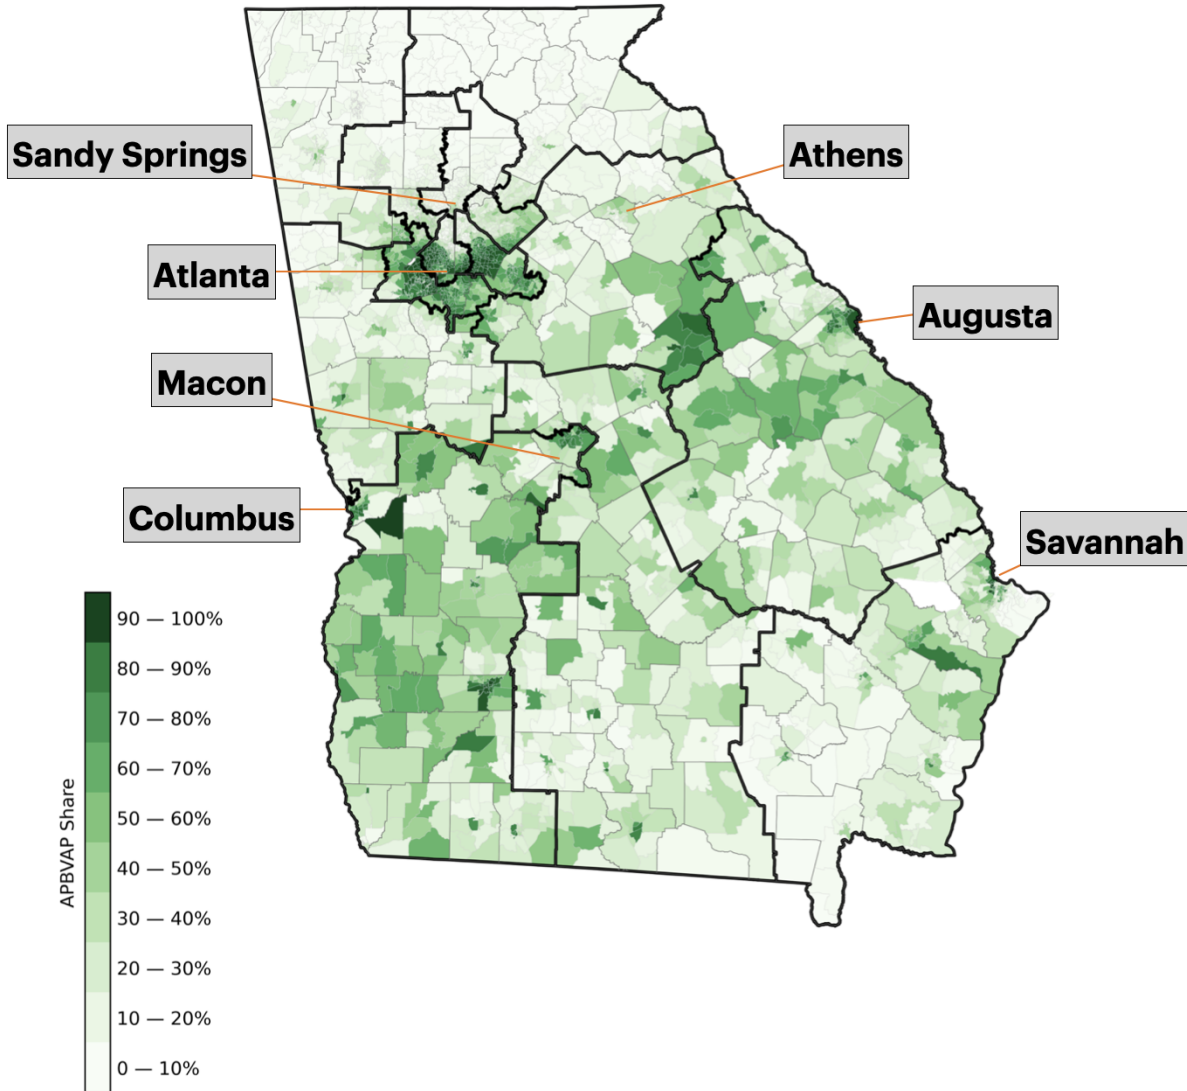 Sandy Springs
Athens
Atlanta
Augusta
Macon
Columbus
Savannah
APBVAP Share
90 — 100%
80 — 90%
70 — 80%
60 — 70%
50 — 60%
40 — 50%
30 — 40%
20 — 30%
10 — 20%
0 — 10%